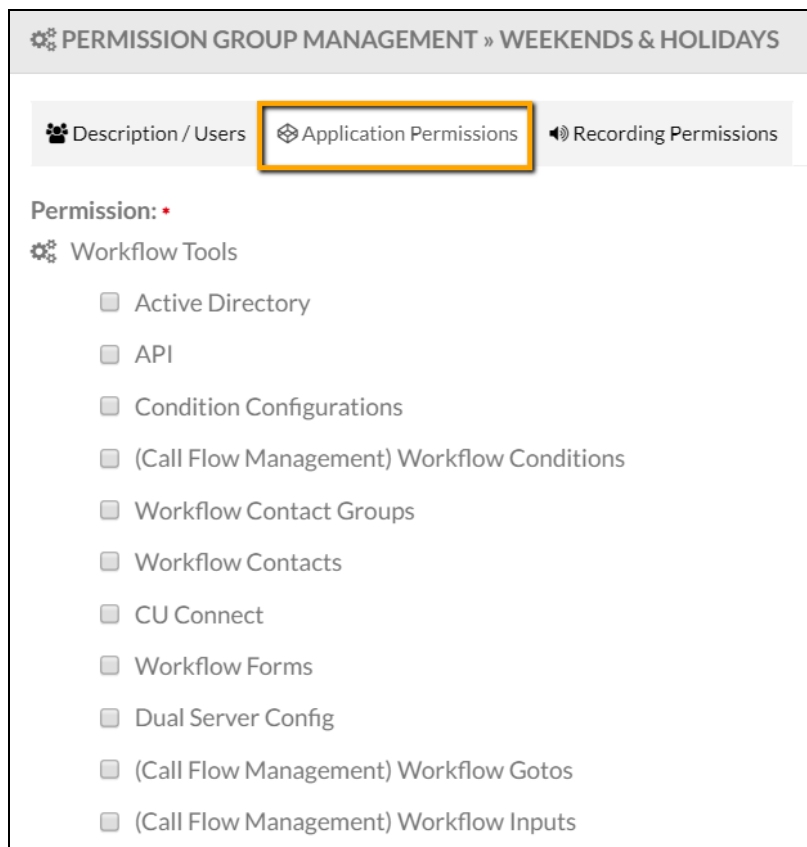 PERMISSION GROUP MANAGEMENT » WEEKENDS & HOLIDAYS
Description / Users Application Permissions Recording Permissions
Permission: *
Workflow Tools
Active Directory
API
Condition Configurations
(Call Flow Management) Workflow Conditions
Workflow Contact Groups
Workflow Contacts
CU Connect
Workflow Forms
Dual Server Config
(Call Flow Management) Workflow Gotos
(Call Flow Management) Workflow Inputs